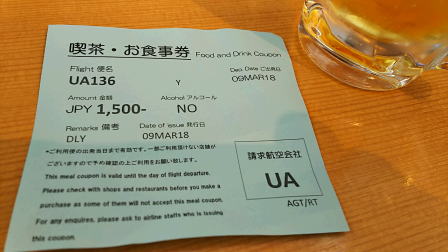 喫茶・お食事券 Food and Drink Coupon
Flight 便名 Dep. Date ご出発日
UA136 Y 09MAR18
Amount 金額 Alcohol アルコール
JPY 1,500- NO
Remarks 備考 Date of issue 発行日
DLY 09MAR18
*ご利用便の出発当日まで有効です。一部ご利用頂けない店舗が
ございますので予め確認の上ご利用をお願い致します。
This meal coupon is valid until the day of flight departure.
Please check with shops and restaurants before you make a
purchase as some of them will not accept this meal coupon.
For any enquires, please ask to airline staffs who is issuing
this coupon.
請求航空会社
UA
AGT/RT